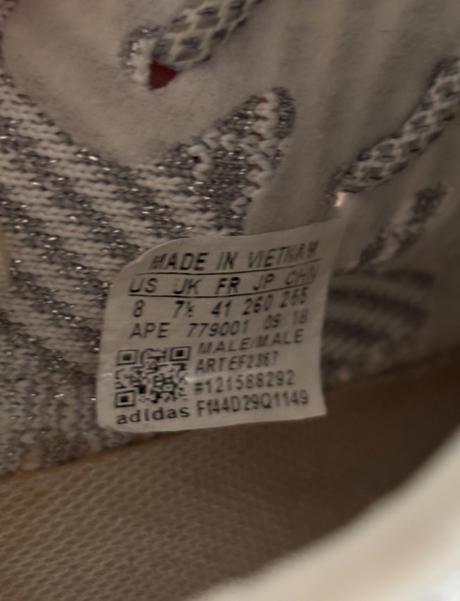 MADE IN VIETNAM
US UK FR JP CHN
8 7½ 41 260 265
APE 779001 09 18
MALE/MALE
ART EF2367
#121588292
adidas F144D29Q1149